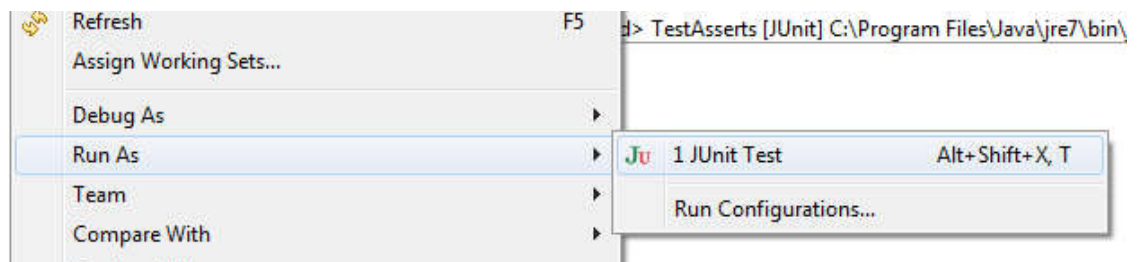 Refresh F5
d> TestAsserts [JUnit] C:\Program Files\Java\jre7\bin\
Assign Working Sets...
Debug As
Run As
JU 1 JUnit Test Alt+Shift+X, T
Team
Run Configurations...
Compare With